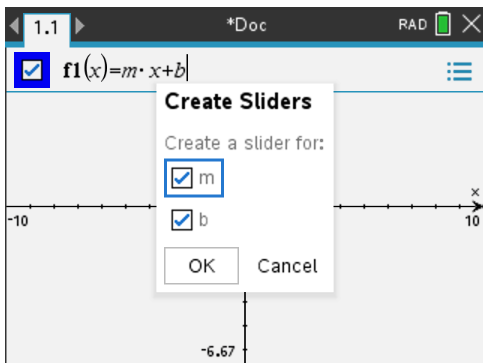 1.1 *Doc RAD
f1(x)=m· x+b
Create Sliders
Create a slider for:
m
b
OK Cancel
x
-10 10
-6.67